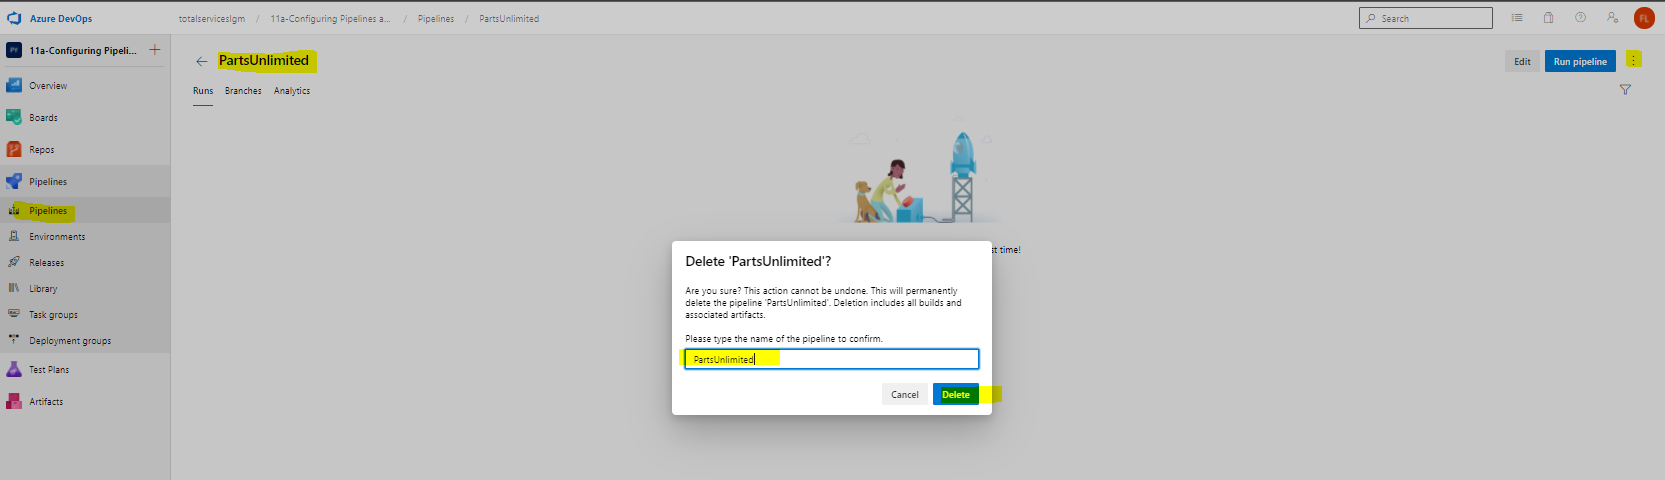 Azure DevOps
totalserviceslgm / 11a-Configuring Pipelines a... / Pipelines / PartsUnlimited
Search
FL
PY 11a-Configuring Pipeli...
Overview
Boards
Repos
Pipelines
Pipelines
Environments
Releases
Library
Task groups
Deployment groups
Test Plans
Artifacts
PartsUnlimited
Edit
Run pipeline
Runs Branches Analytics
st time!
Delete 'PartsUnlimited'?
Are you sure? This action cannot be undone. This will permanently
delete the pipeline 'PartsUnlimited'. Deletion includes all builds and
associated artifacts.
Please type the name of the pipeline to confirm.
PartsUnlimited
Cancel
Delete